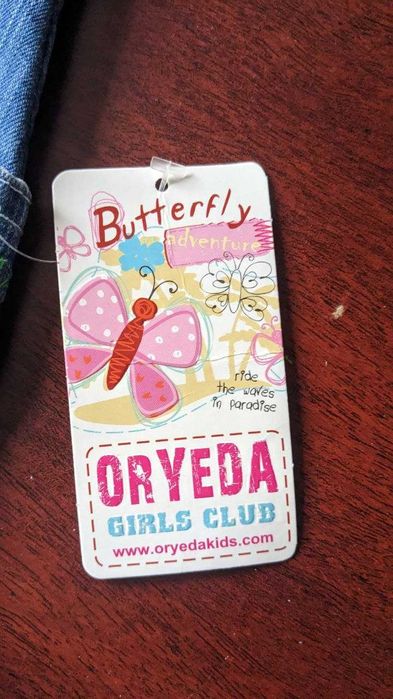 Butterfly
adventure
ride
the waves
in paradise
ORYEDA
GIRLS CLUB
www.oryedakids.com